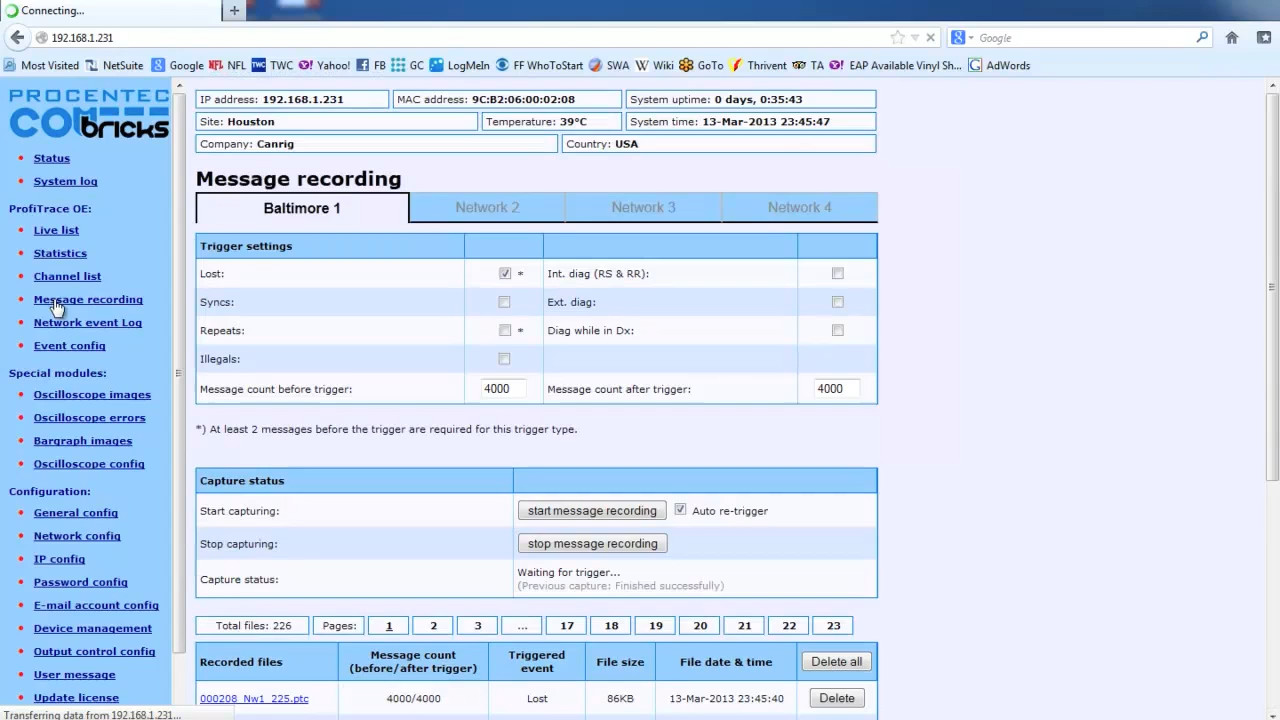 Connecting...
192.168.1.231
Google
Most Visited NetSuite Google NFL TWC Yahoo! FB GC LogMeIn FF WhoToStart SWA Wiki GoTo Thrivent TA EAP Available Vinyl Sh... AdWords
PROCENTEC
COMbricks
Status
System log
ProfiTrace OE:
Live list
Statistics
Channel list
Message recording
Network event Log
Event config
Special modules:
Oscilloscope images
Oscilloscope errors
Bargraph images
Oscilloscope config
Configuration:
General config
Network config
IP config
Password config
E-mail account config
Device management
Output control config
User message
Update license
IP address: 192.168.1.231 MAC address: 9C:B2:06:00:02:08 System uptime: 0 days, 0:35:43
Site: Houston Temperature: 39°C System time: 13-Mar-2013 23:45:47
Company: Canrig Country: USA
Message recording
Baltimore 1 Network 2 Network 3 Network 4
Trigger settings
Lost: * Int. diag (RS & RR):
Syncs: Ext. diag:
Repeats: * Diag while in Dx:
Illegals:
Message count before trigger: 4000 Message count after trigger: 4000
*) At least 2 messages before the trigger are required for this trigger type.
Capture status
Start capturing: start message recording Auto re-trigger
Stop capturing: stop message recording
Capture status: Waiting for trigger...
(Previous capture: Finished successfully)
Total files: 226 Pages: 1 2 3 ... 17 18 19 20 21 22 23
Recorded files Message count (before/after trigger) Triggered event File size File date & time Delete all
000208_Nw1_225.ptc 4000/4000 Lost 86KB 13-Mar-2013 23:45:40 Delete
Transferring data from 192.168.1.231...